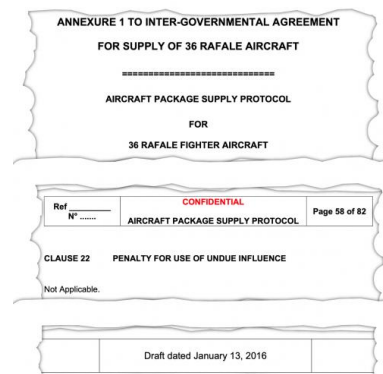 ANNEXURE 1 TO INTER-GOVERNMENTAL AGREEMENT
FOR SUPPLY OF 36 RAFALE AIRCRAFT
=============================
AIRCRAFT PACKAGE SUPPLY PROTOCOL
FOR
36 RAFALE FIGHTER AIRCRAFT
Ref ________
N° .......
CONFIDENTIAL
AIRCRAFT PACKAGE SUPPLY PROTOCOL
Page 58 of 82
CLAUSE 22 PENALTY FOR USE OF UNDUE INFLUENCE
Not Applicable.
Draft dated January 13, 2016